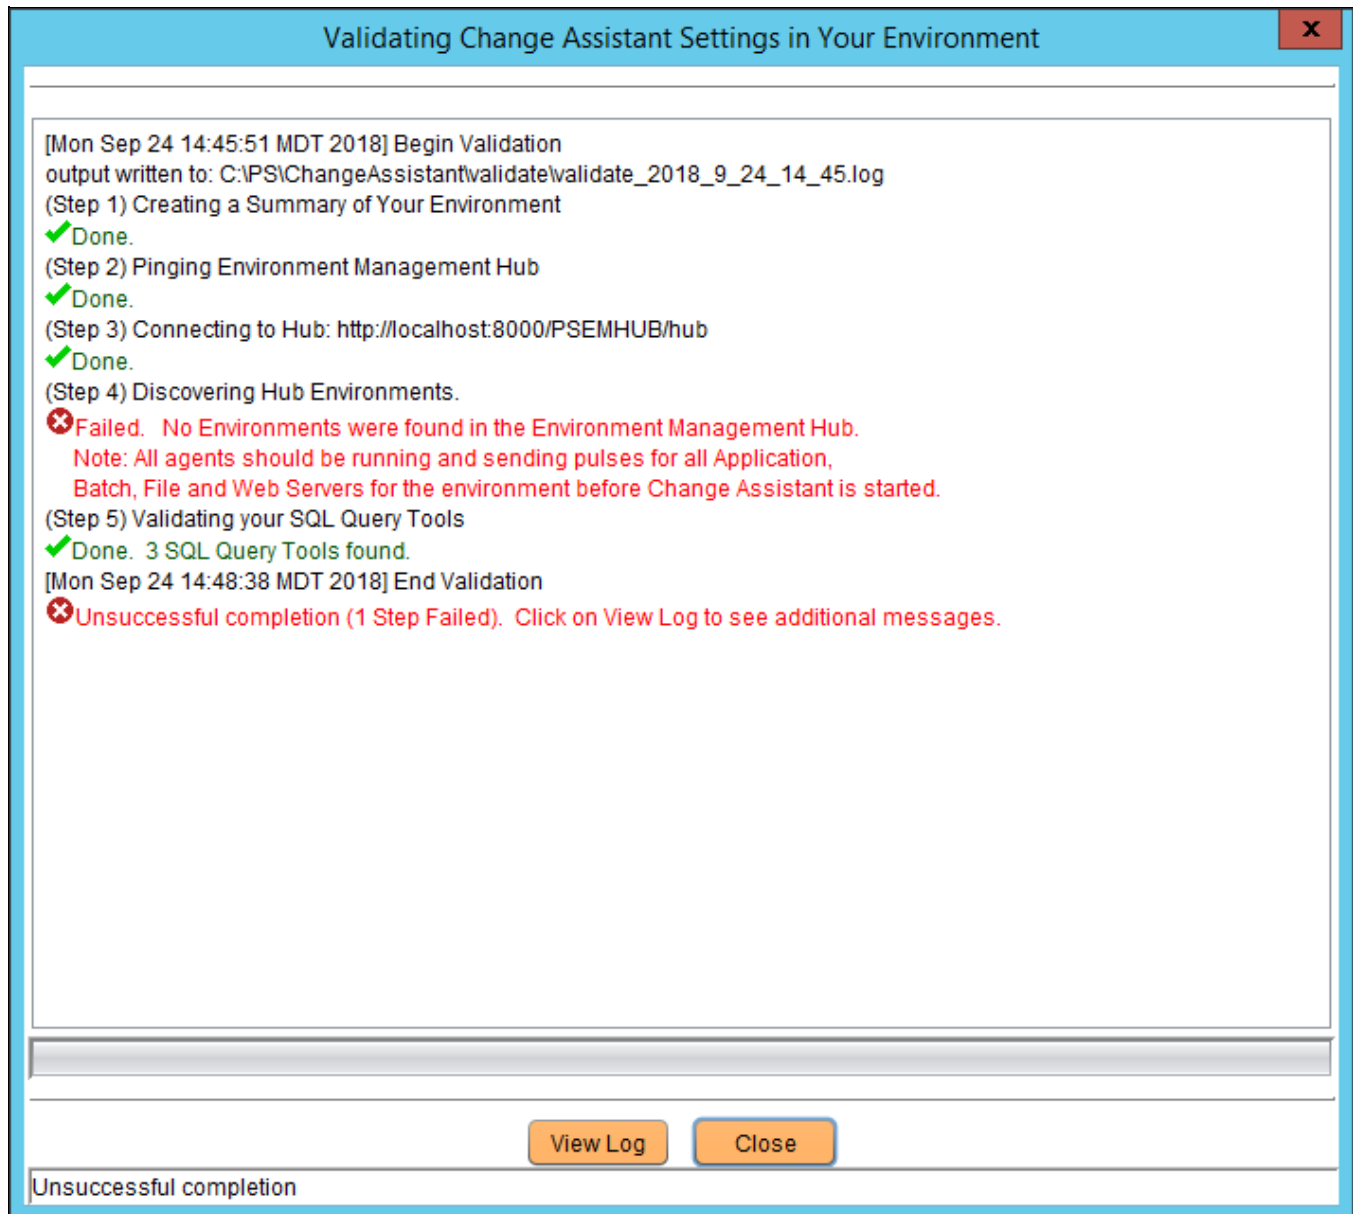 Validating Change Assistant Settings in Your Environment
x
[Mon Sep 24 14:45:51 MDT 2018] Begin Validation
output written to: C:\PS\ChangeAssistant\validate\validate_2018_9_24_14_45.log
(Step 1) Creating a Summary of Your Environment
Done.
(Step 2) Pinging Environment Management Hub
Done.
(Step 3) Connecting to Hub: http://localhost:8000/PSEMHUB/hub
Done.
(Step 4) Discovering Hub Environments.
Failed. No Environments were found in the Environment Management Hub.
Note: All agents should be running and sending pulses for all Application,
Batch, File and Web Servers for the environment before Change Assistant is started.
(Step 5) Validating your SQL Query Tools
Done. 3 SQL Query Tools found.
[Mon Sep 24 14:48:38 MDT 2018] End Validation
Unsuccessful completion (1 Step Failed). Click on View Log to see additional messages.
View Log Close
Unsuccessful completion